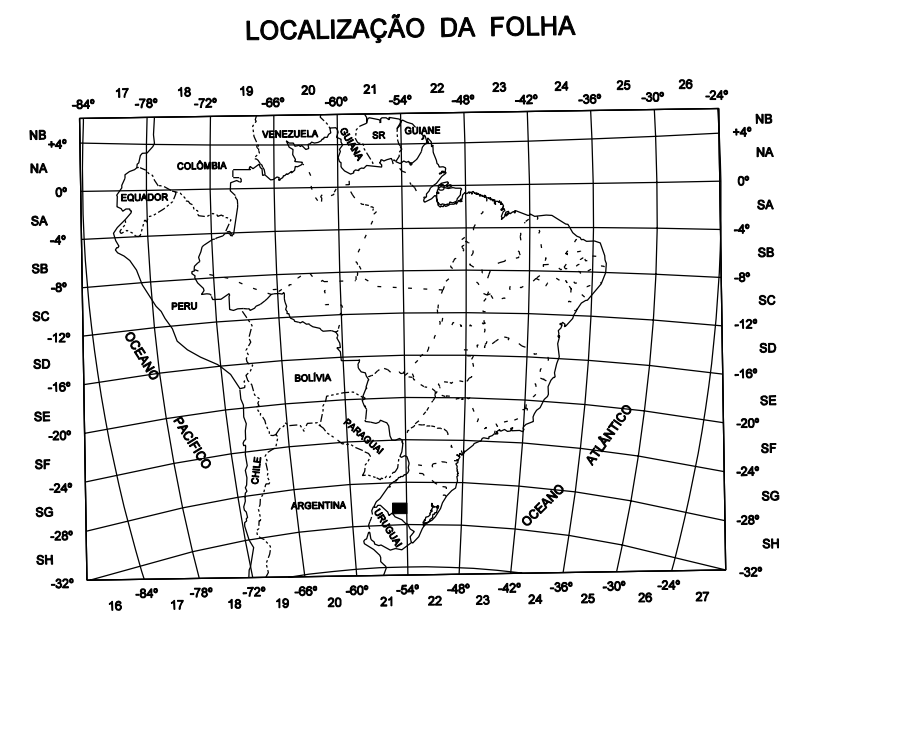 LOCALIZAÇÃO DA FOLHA
17 18 19 20 21 22 23 24 25 26
-84° -78° -72° -66° -60° -54° -48° -42° -36° -30° -24°
NB
+4°
NA
0°
SA
-4°
SB
-8°
SC
-12°
SD
-16°
SE
-20°
SF
-24°
SG
-28°
SH
-32°
VENEZUELA
GUIANA
SR
GUIANE
COLÔMBIA
EQUADOR
PERU
BOLÍVIA
PARAGUAI
CHILE
ARGENTINA
URUGUAI
OCEANO
PACÍFICO
OCEANO
ATLÂNTICO
NB
+4°
NA
0°
SA
-4°
SB
-8°
SC
-12°
SD
-16°
SE
-20°
SF
-24°
SG
-28°
SH
-32°
-84° -78° -72° -66° -60° -54° -48° -42° -36° -30° -24°
16 17 18 19 20 21 22 23 24 25 26 27